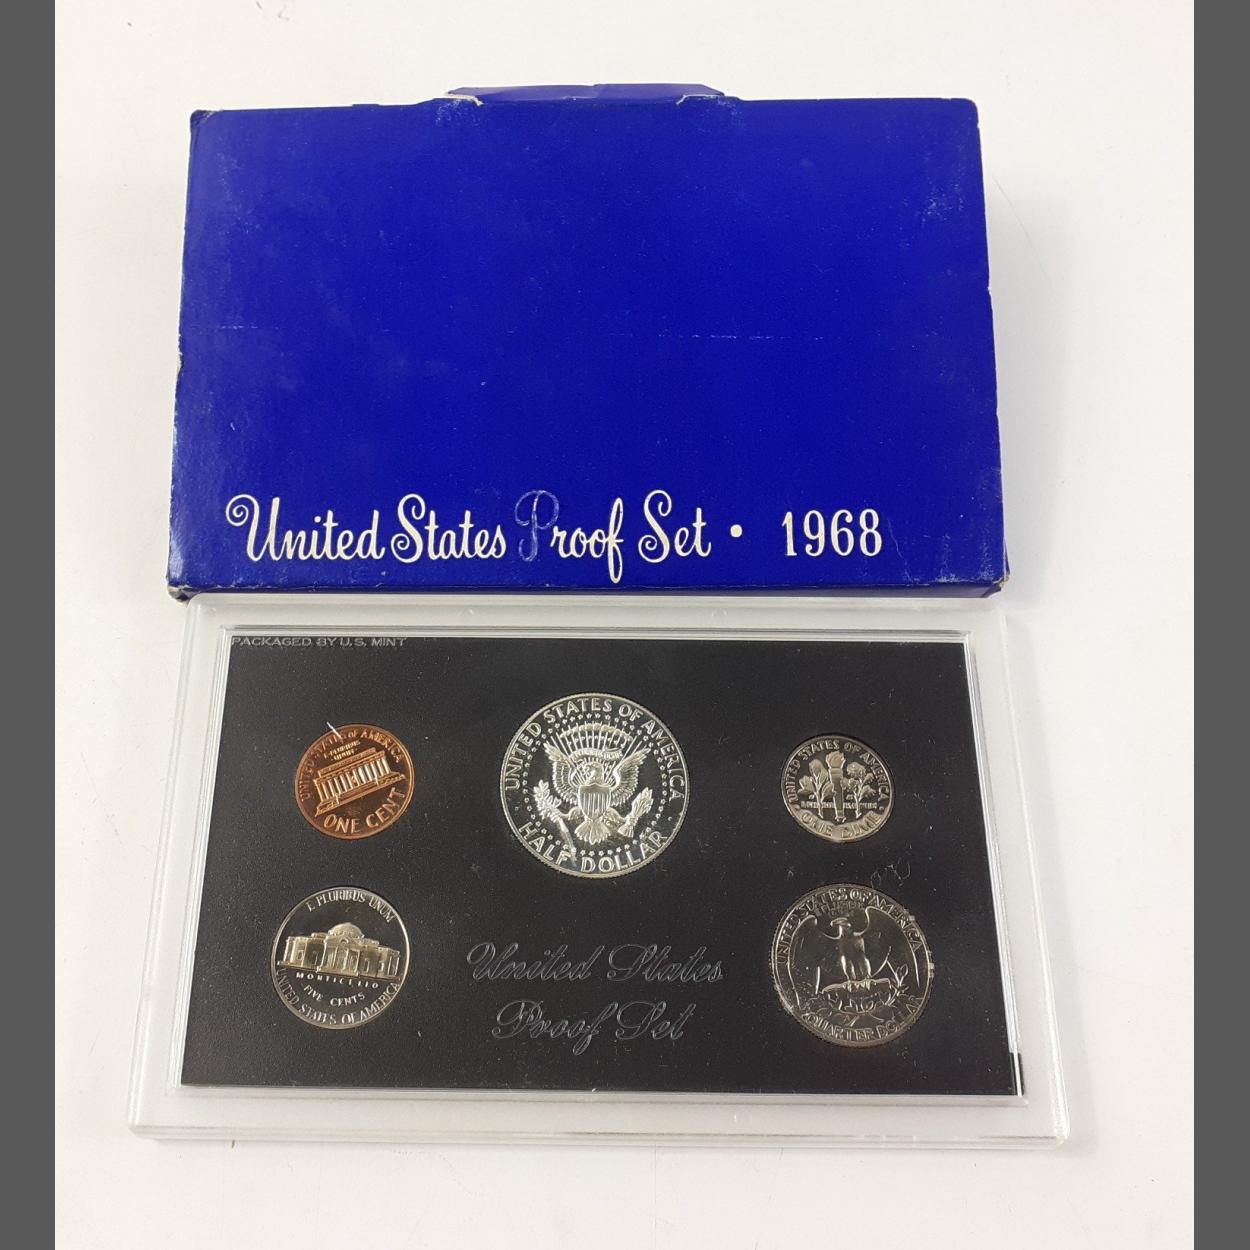 United States Proof Set • 1968
PACKAGED BY U.S. MINT
UNITED STATES OF AMERICA
E PLURIBUS
UNUM
ONE CENT
UNITED STATES OF AMERICA
HALF DOLLAR
UNITED STATES OF AMERICA
ONE DIME
E PLURIBUS UNUM
MONTICELLO
FIVE CENTS
UNITED STATES OF AMERICA
United States
Proof Set
UNITED STATES OF AMERICA
QUARTER DOLLAR